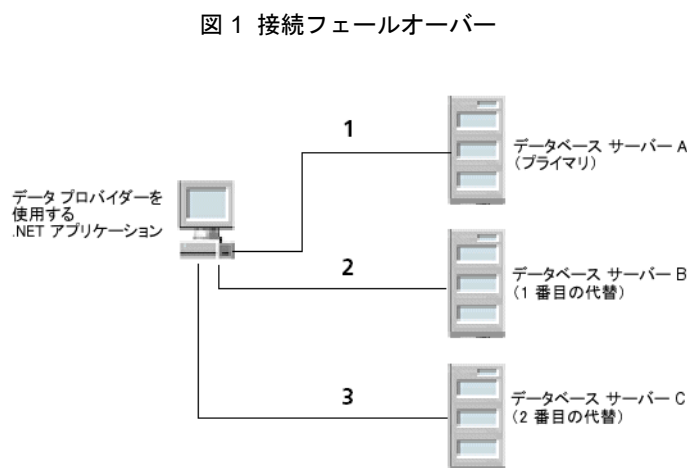 図 1 接続フェールオーバー
1
データベース サーバー A
(プライマリ)
データ プロバイダーを
使用する
.NET アプリケーション
2
データベース サーバー B
(1 番目の代替)
3
データベース サーバー C
(2 番目の代替)